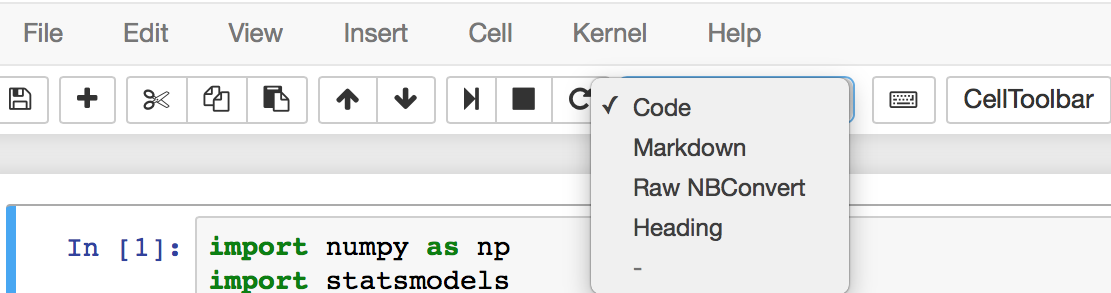 File Edit View Insert Cell Kernel Help
CellToolbar
✓ Code
Markdown
Raw NBConvert
Heading
-
In [1]: import numpy as np
import statsmodels